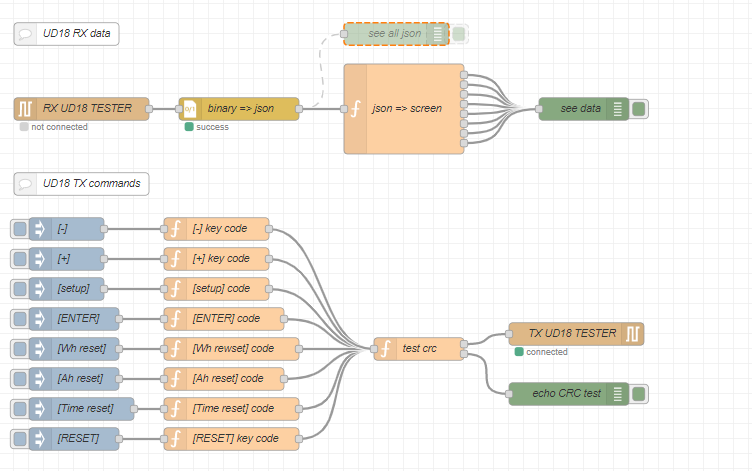 UD18 RX data
see all json
RX UD18 TESTER
binary => json
json => screen
see data
not connected
success
UD18 TX commands
[-]
[-] key code
[+]
[+] key code
[setup]
[setup] code
[ENTER]
[ENTER] code
TX UD18 TESTER
[Wh reset]
[Wh rewset] code
test crc
connected
[Ah reset]
[Ah reset] code
echo CRC test
[Time reset]
[Time reset] code
[RESET]
[RESET] key code